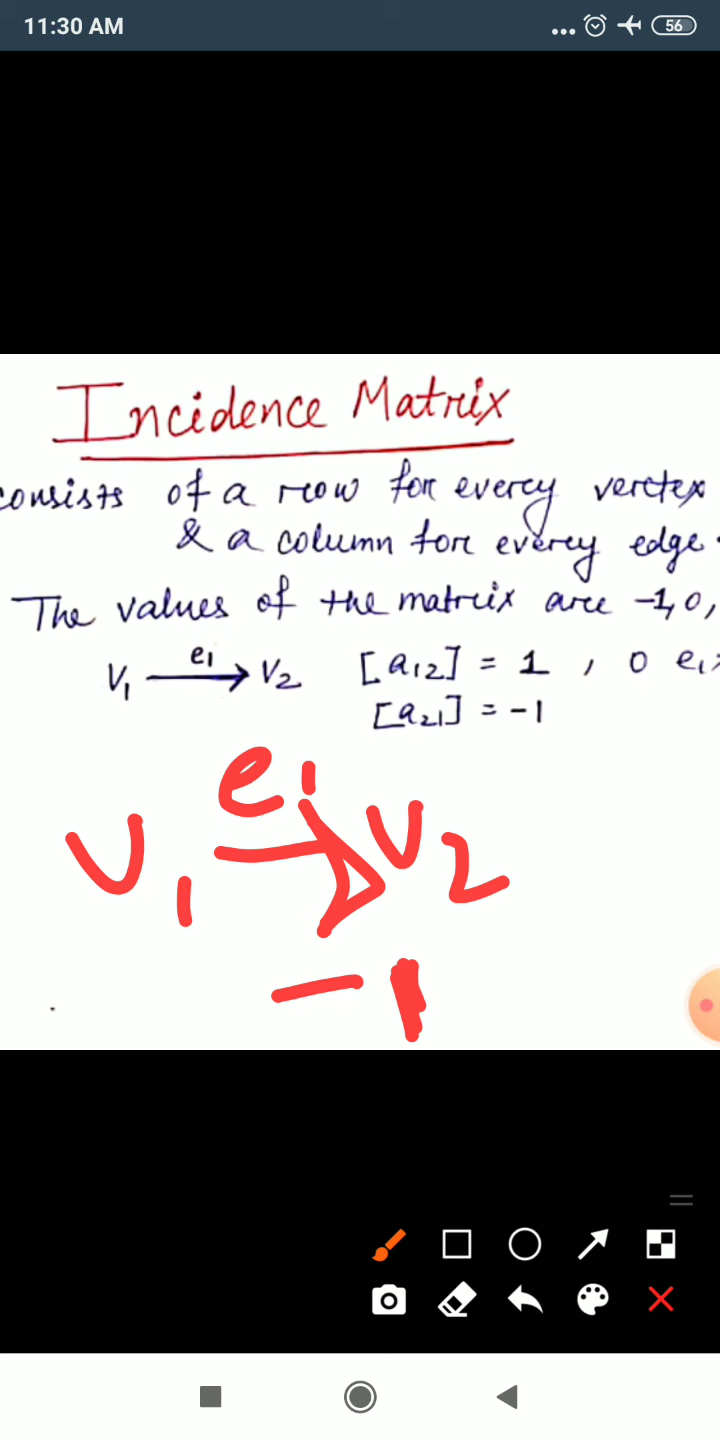 11:30 AM ... 56
Incidence Matrix
consists of a row for every vertex
& a column for every edge.
The values of the matrix are -1, 0,
V1 e1 → V2 [a12] = 1 , 0
[a21] = -1
e1
V1 V2
-1